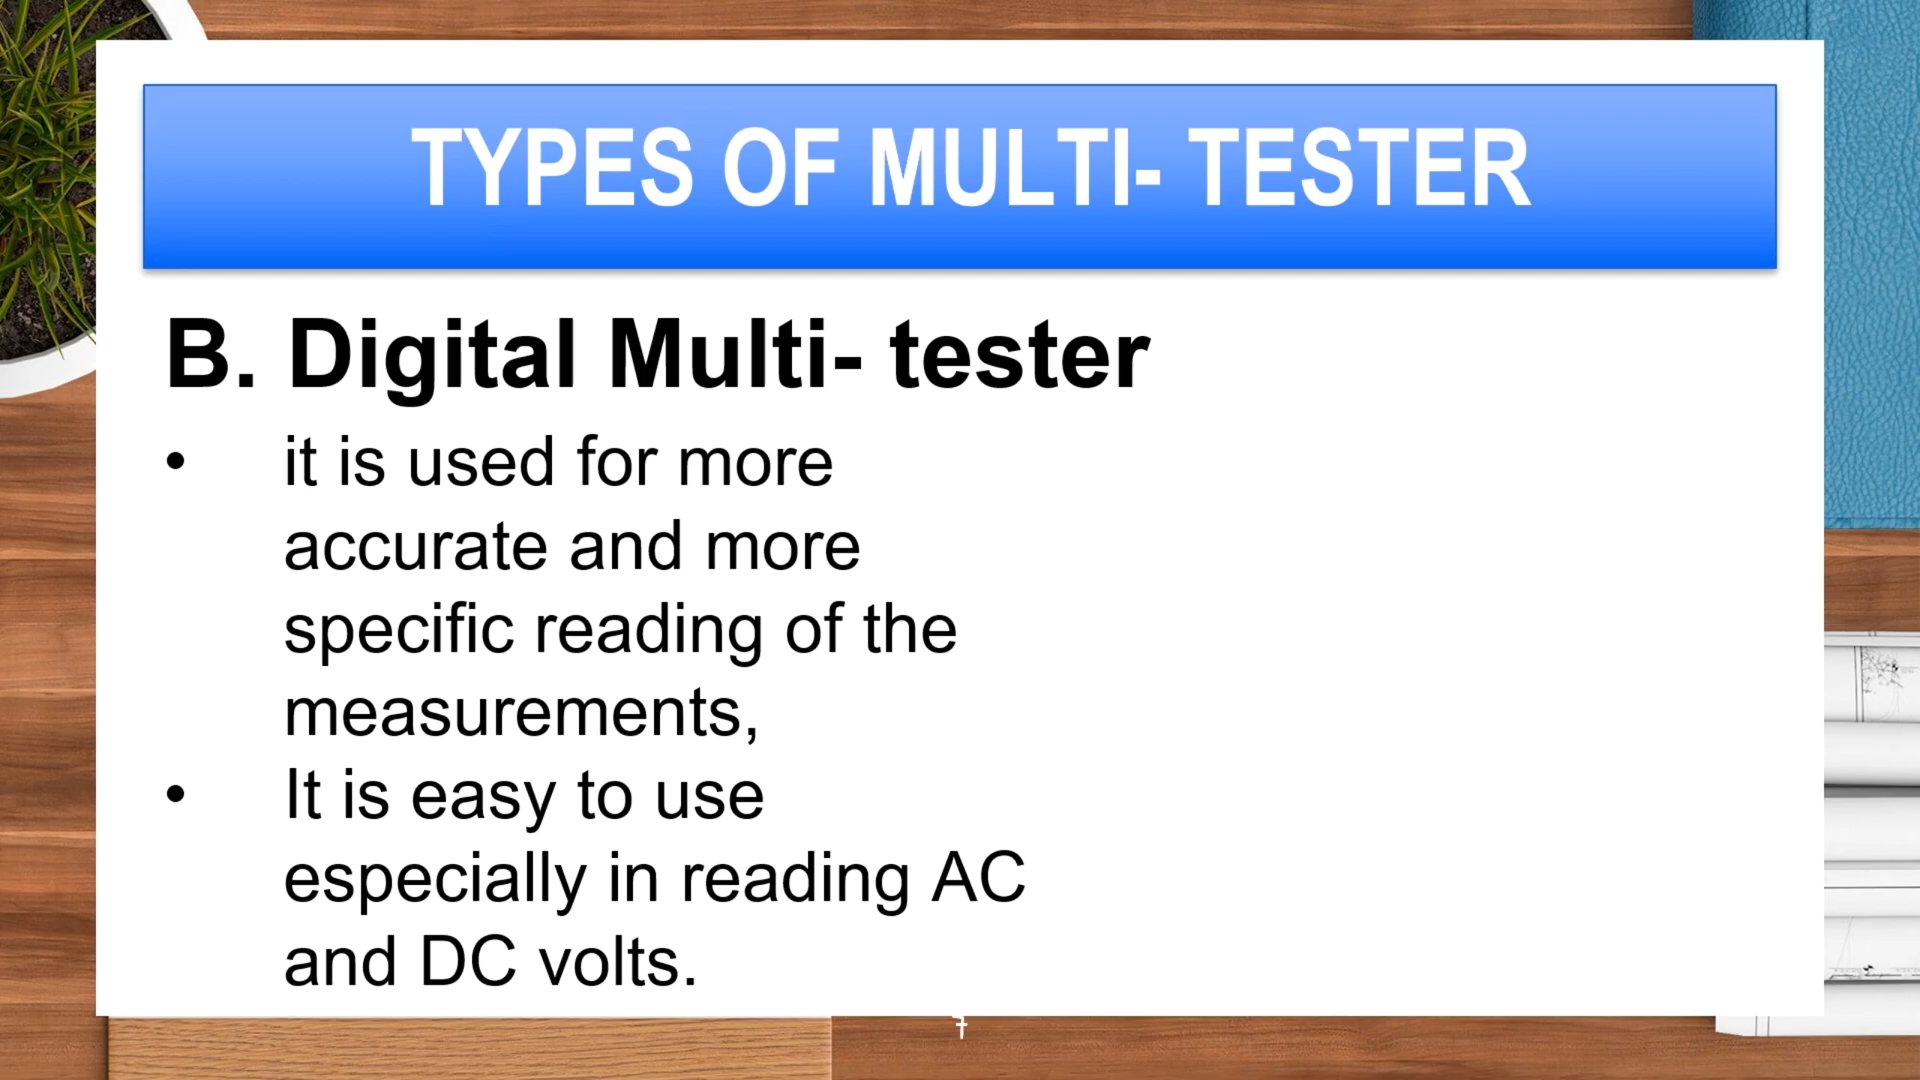 TYPES OF MULTI- TESTER
B. Digital Multi- tester
• it is used for more
accurate and more
specific reading of the
measurements,
• It is easy to use
especially in reading AC
and DC volts.